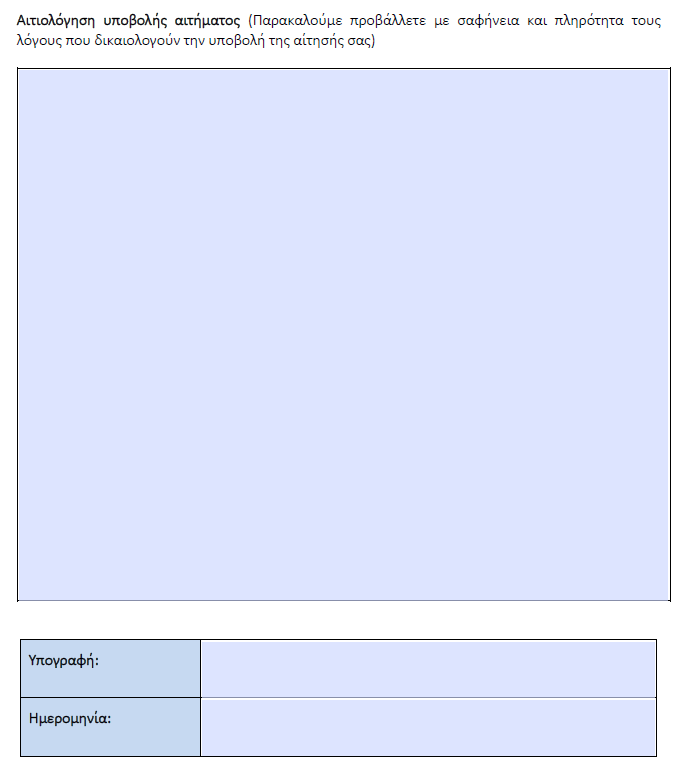 Αιτιολόγηση υποβολής αιτήματος (Παρακαλούμε προβάλλετε με σαφήνεια και πληρότητα τους
λόγους που δικαιολογούν την υποβολή της αίτησής σας)
Υπογραφή:
Ημερομηνία: